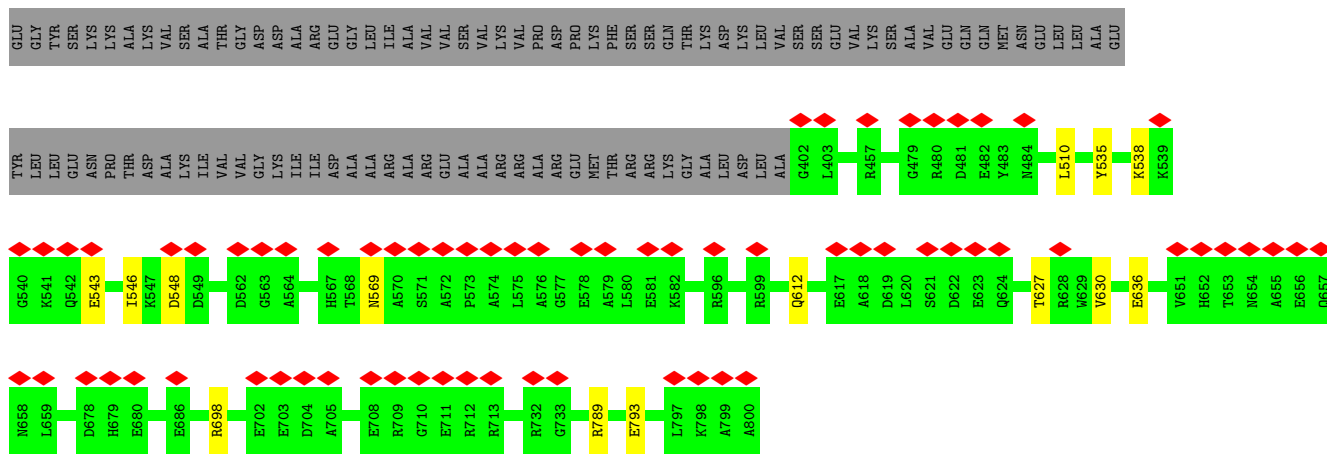 GLU GLY TYR SER LYS LYS ALA LYS VAL SER ALA THR GLY ASP ASP ALA ARG GLU GLY LEU ILE ALA VAL VAL SER VAL LYS VAL PRO ASP PRO LYS PHE SER SER GLN THR LYS ASP LYS LEU VAL SER SER GLU VAL LYS SER ALA VAL GLU GLN GLN MET ASN GLU LEU LEU ALA GLU
TYR LEU LEU GLU ASN PRO THR ASP ALA LYS ILE VAL VAL GLY LYS ILE ILE ASP ALA ALA ARG ALA ARG GLU ALA ALA ARG ARG ALA ARG GLU MET THR ARG ARG LYS GLY ALA LEU ASP LEU ALA G402 L403 R457 G479 R480 D481 E482 Y483 N484 L510 Y535 K538 K539
G540 K541 Q542 E543 I546 K547 D548 D549 D562 G563 A564 H567 T568 N569 A570 S571 A572 P573 A574 L575 A576 G577 E578 A579 L580 E581 K582 R596 R599 Q612 E617 A618 D619 L620 S621 D622 E623 Q624 T627 R628 W629 V630 E636 V651 H652 T653 N654 A655 E656
N658 L659 D678 H679 E680 E686 R698 E702 E703 D704 A705 E708 R709 G710 E711 R712 R713 R732 G733 R789 E793 L797 K798 A799 A800